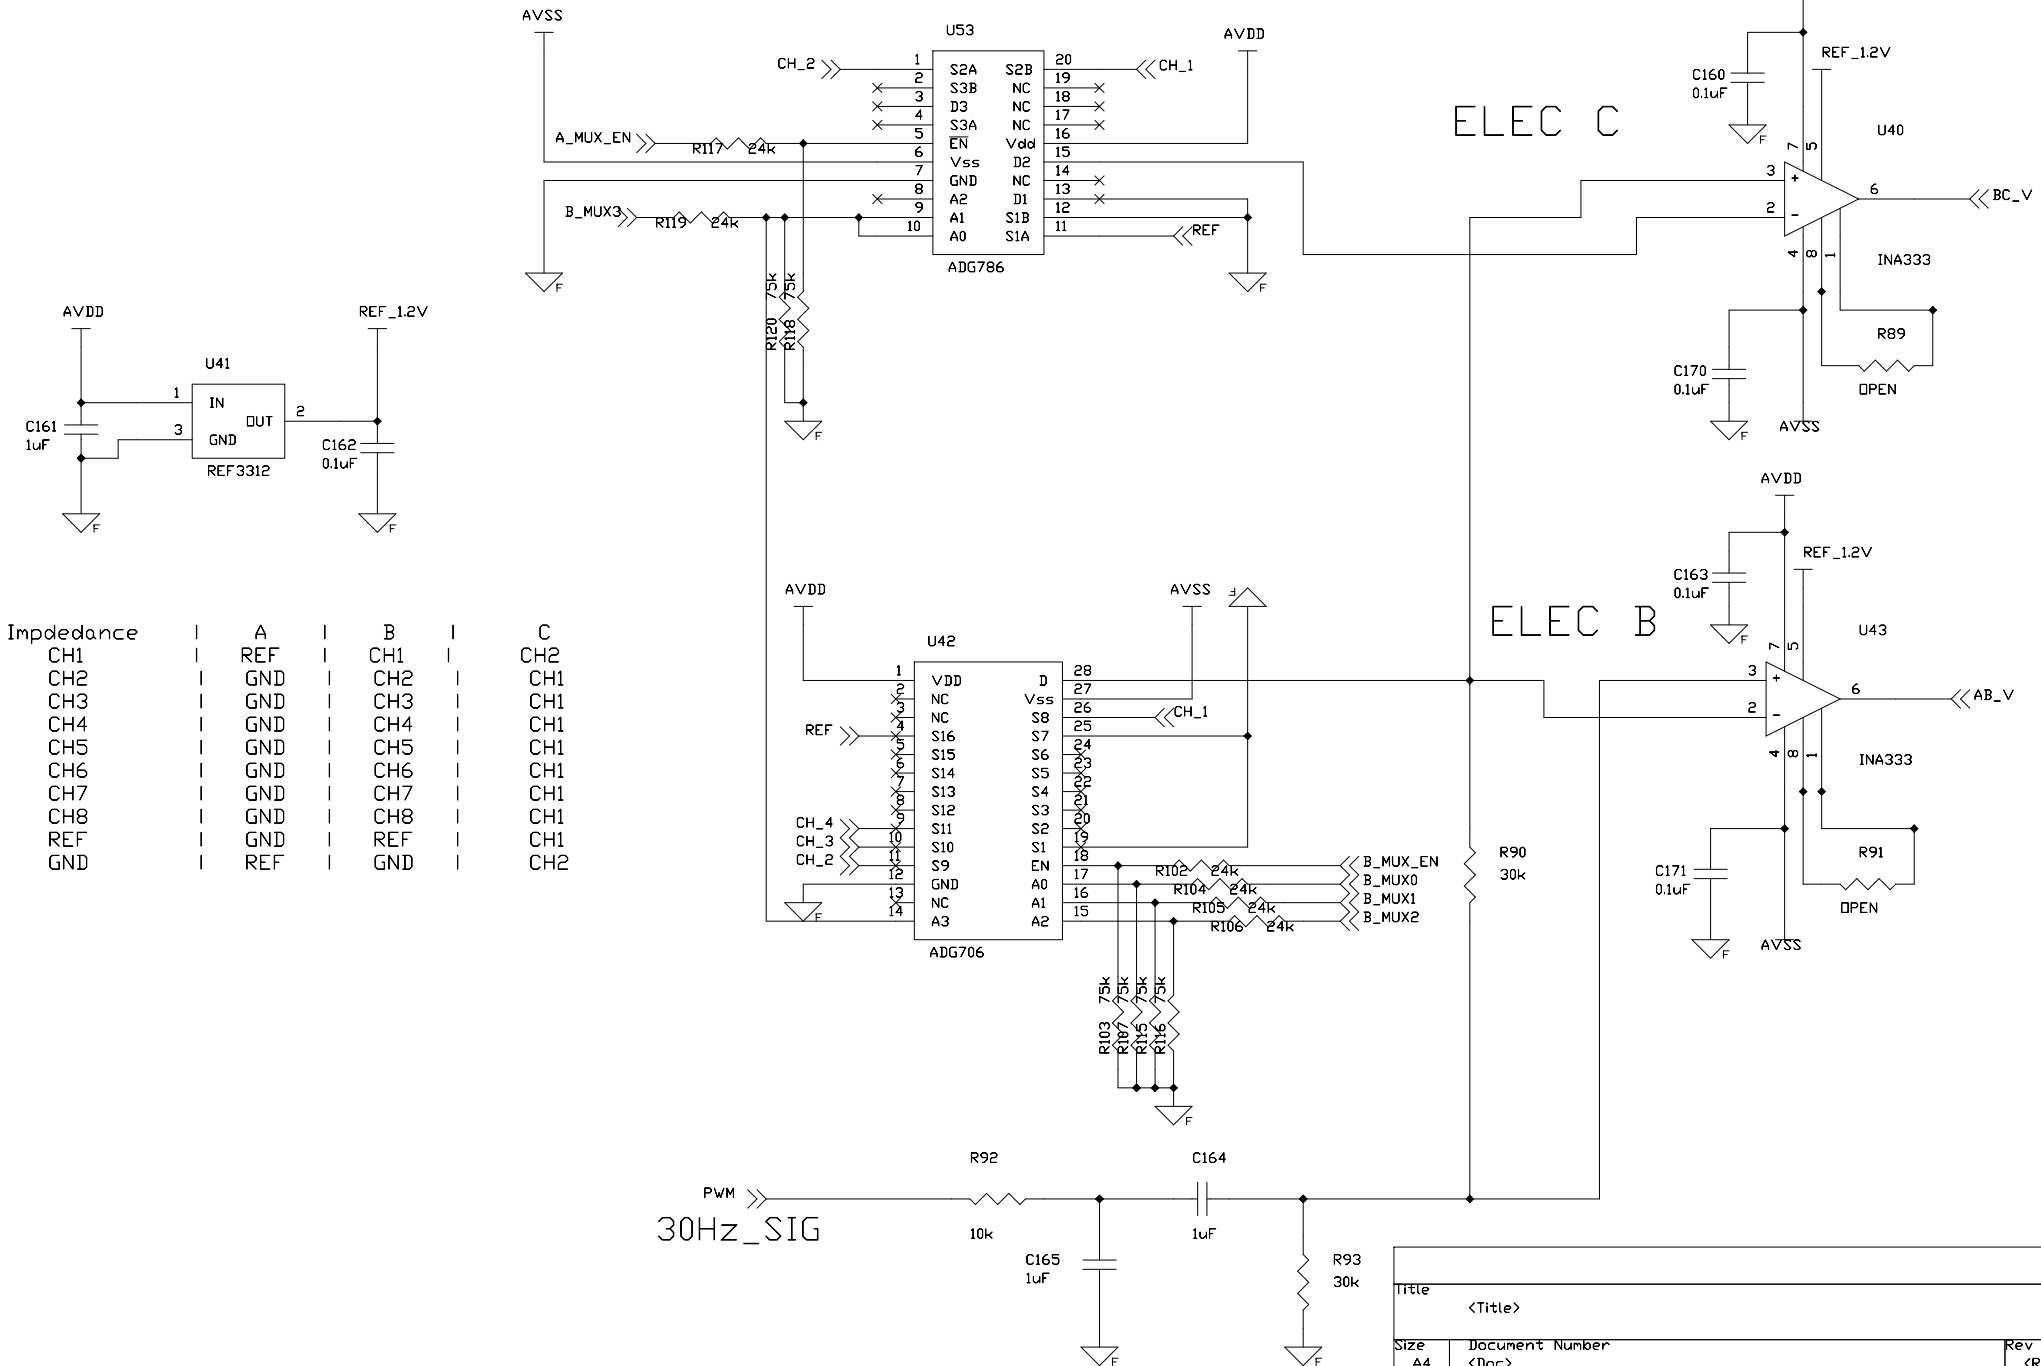 AVSS
U53
AVDD
CH_2
1 S2A S2B 20
CH_1
2 S3B NC 19
3 D3 NC 18
4 S3A NC 17
A_MUX_EN
R117 24k
5 EN Vdd 16
6 Vss D2 15
7 GND NC 14
8 A2 D1 13
B_MUX3
R119 24k
9 A1 S1B 12
10 A0 S1A 11
REF
ADG786
F
F
R120 75k
R118 75k
F
C160
0.1uF
F
REF_1.2V
ELEC C
U40
7 5
3 +
2 -
6
BC_V
4 8 1
INA333
R89
OPEN
C170
0.1uF
F
AVSS
AVDD
REF_1.2V
U41
1 IN
OUT 2
3 GND
REF3312
C161
1uF
C162
0.1uF
F
F
AVDD
REF_1.2V
C163
0.1uF
F
ELEC B
U43
7 5
3 +
2 -
6
AB_V
4 8 1
INA333
R91
OPEN
C171
0.1uF
F
AVSS
Impdedance | A | B | C
CH1 | REF | CH1 | CH2
CH2 | GND | CH2 | CH1
CH3 | GND | CH3 | CH1
CH4 | GND | CH4 | CH1
CH5 | GND | CH5 | CH1
CH6 | GND | CH6 | CH1
CH7 | GND | CH7 | CH1
CH8 | GND | CH8 | CH1
REF | GND | REF | CH1
GND | REF | GND | CH2
AVDD
AVSS
F
U42
1 VDD D 28
2 NC Vss 27
3 NC S8 26
CH_1
REF
4 S16 S7 25
5 S15 S6 24
6 S14 S5 23
7 S13 S4 22
8 S12 S3 21
CH_4
9 S11 S2 20
CH_3
10 S10 S1 19
CH_2
11 S9 EN 18
R102 24k
B_MUX_EN
12 GND A0 17
R104 24k
B_MUX0
13 NC A1 16
R105 24k
B_MUX1
14 A3 A2 15
R106 24k
B_MUX2
F
ADG706
R103 75k
R107 75k
R115 75k
R116 75k
F
R90
30k
PWM
30Hz_SIG
R92
10k
C164
1uF
C165
1uF
F
R93
30k
F
Title
<Title>
Size
A4
Document Number
<Doc>
Rev
<R